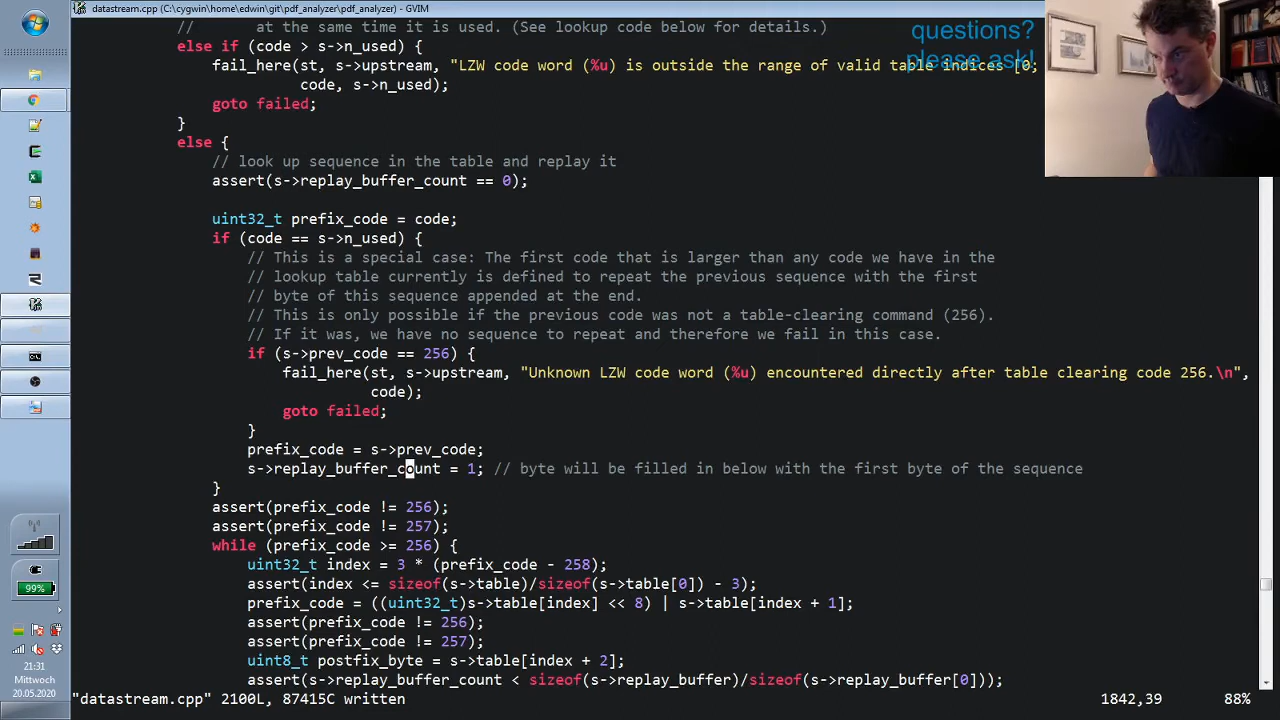 datastream.cpp (C:\cygwin\home\edwin\git\pdf_analyzer\pdf_analyzer) - GVIM
//      at the same time it is used. (See lookup code below for details.)
questions?
else if (code > s->n_used) {
fail_here(st, s->upstream, "LZW code word (%u) is outside the range of valid table indices [0;
please ask!
code, s->n_used);
goto failed;
}
else {
// look up sequence in the table and replay it
assert(s->replay_buffer_count == 0);
uint32_t prefix_code = code;
if (code == s->n_used) {
// This is a special case: The first code that is larger than any code we have in the
// lookup table currently is defined to repeat the previous sequence with the first
// byte of this sequence appended at the end.
// This is only possible if the previous code was not a table-clearing command (256).
// If it was, we have no sequence to repeat and therefore we fail in this case.
if (s->prev_code == 256) {
fail_here(st, s->upstream, "Unknown LZW code word (%u) encountered directly after table clearing code 256.\n",
code);
goto failed;
}
prefix_code = s->prev_code;
s->replay_buffer_count = 1; // byte will be filled in below with the first byte of the sequence
}
assert(prefix_code != 256);
assert(prefix_code != 257);
while (prefix_code >= 256) {
uint32_t index = 3 * (prefix_code - 258);
assert(index <= sizeof(s->table)/sizeof(s->table[0]) - 3);
prefix_code = ((uint32_t)s->table[index] << 8) | s->table[index + 1];
assert(prefix_code != 256);
assert(prefix_code != 257);
uint8_t postfix_byte = s->table[index + 2];
assert(s->replay_buffer_count < sizeof(s->replay_buffer)/sizeof(s->replay_buffer[0]));
"datastream.cpp" 2100L, 87415C written
1842,39
88%
99%
21:31
Mittwoch
20.05.2020